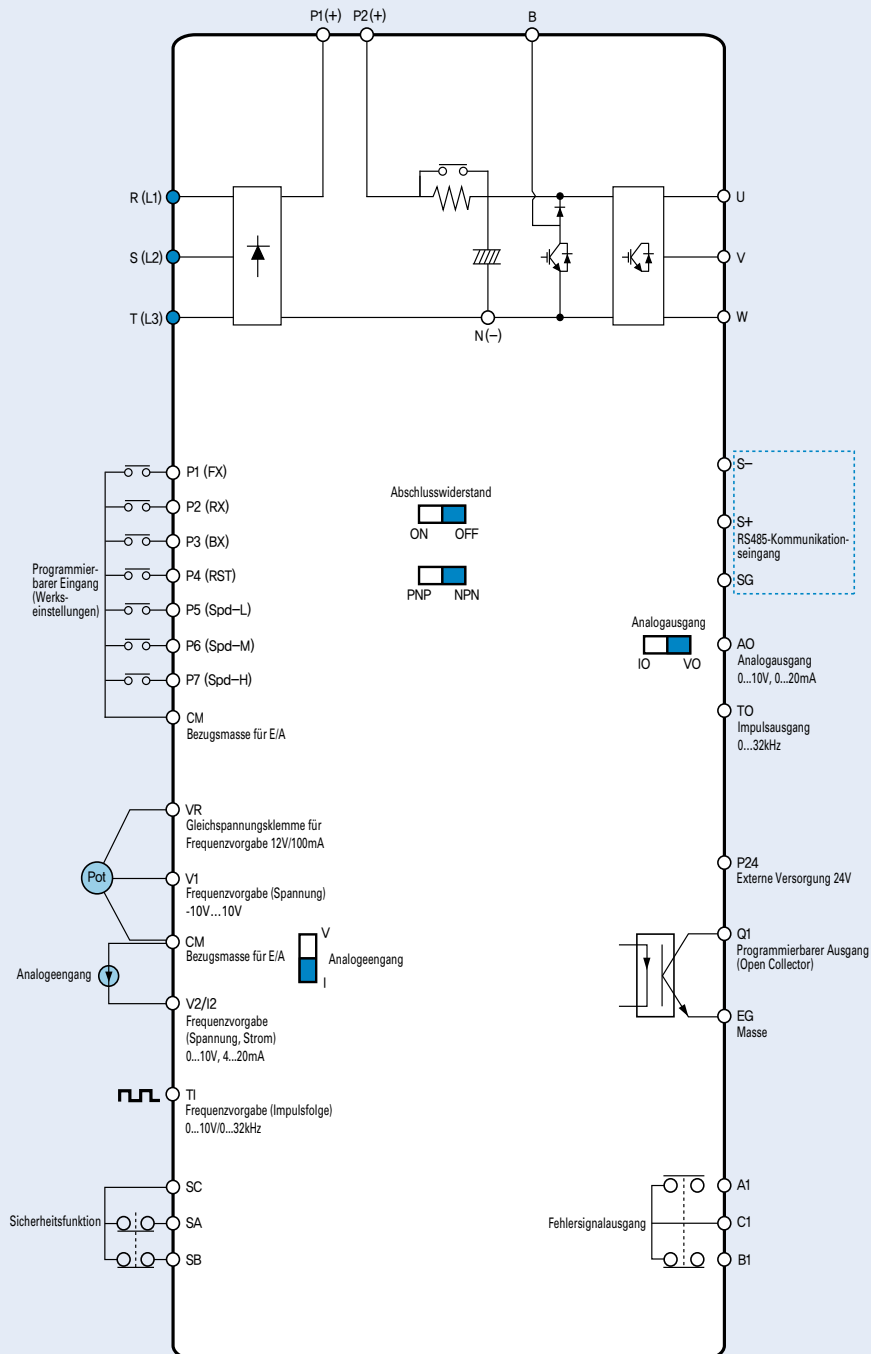 P1(+) P2(+) B
R (L1)
S (L2)
T (L3)
U
V
W
N(−)
P1 (FX)
P2 (RX)
P3 (BX)
P4 (RST)
P5 (Spd−L)
P6 (Spd−M)
P7 (Spd−H)
CM
Bezugsmasse für E/A
Programmier-
barer Eingang
(Werks-
einstellungen)
Abschlusswiderstand
ON OFF
PNP NPN
S−
S+
RS485-Kommunikation-
seingang
SG
Analogausgang
IO VO
AO
Analogausgang
0...10V, 0...20mA
TO
Impulsausgang
0...32kHz
VR
Gleichspannungsklemme für
Frequenzvorgabe 12V/100mA
Pot
V1
Frequenzvorgabe (Spannung)
-10V...10V
CM
Bezugsmasse für E/A
V
Analogeengang
I
Analogeengang
V2/I2
Frequenzvorgabe
(Spannung, Strom)
0...10V, 4...20mA
TI
Frequenzvorgabe (Impulsfolge)
0...10V/0...32kHz
P24
Externe Versorgung 24V
Q1
Programmierbarer Ausgang
(Open Collector)
EG
Masse
Sicherheitsfunktion
SC
SA
SB
Fehlersignalausgang
A1
C1
B1